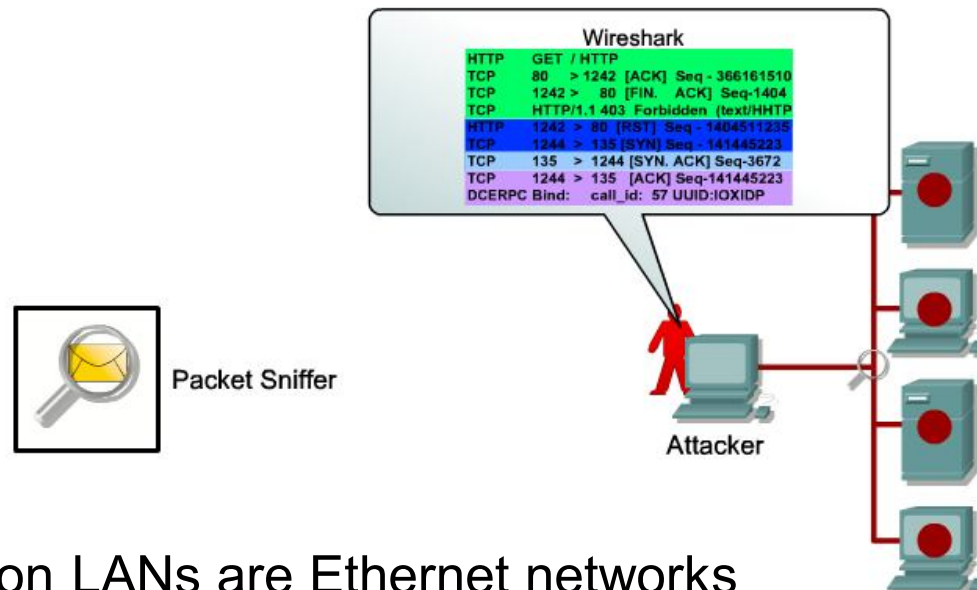 Wireshark
HTTP GET / HTTP
TCP 80 > 1242 [ACK] Seq - 366161510
TCP 1242 > 80 [FIN. ACK] Seq-1404
TCP HTTP/1.1 403 Forbidden (text/HHTP
HTTP 1242 > 80 [RST] Seq - 1404511235
TCP 1244 > 135 [SYN] Seq - 141445223
TCP 135 > 1244 [SYN. ACK] Seq-3672
TCP 1244 > 135 [ACK] Seq-141445223
DCERPC Bind: call_id: 57 UUID:IOXIDP
Packet Sniffer
Attacker
on LANs are Ethernet networks